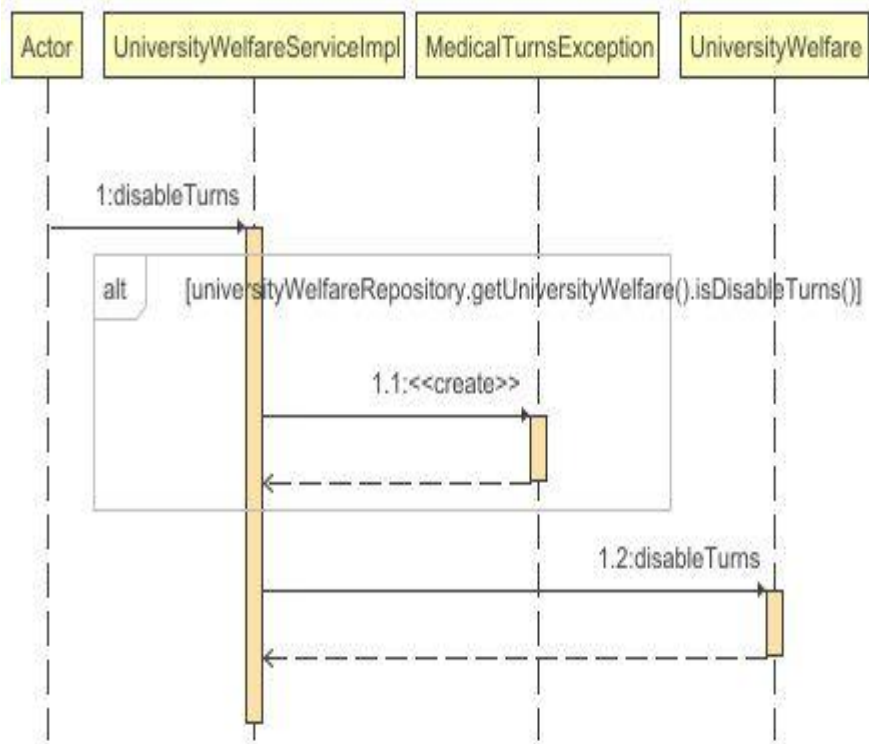 Actor
UniversityWelfareServiceImpl
MedicalTurnsException
UniversityWelfare
1:disableTurns
alt
[universityWelfareRepository.getUniversityWelfare().isDisableTurns()]
1.1:<<create>>
1.2:disableTurns